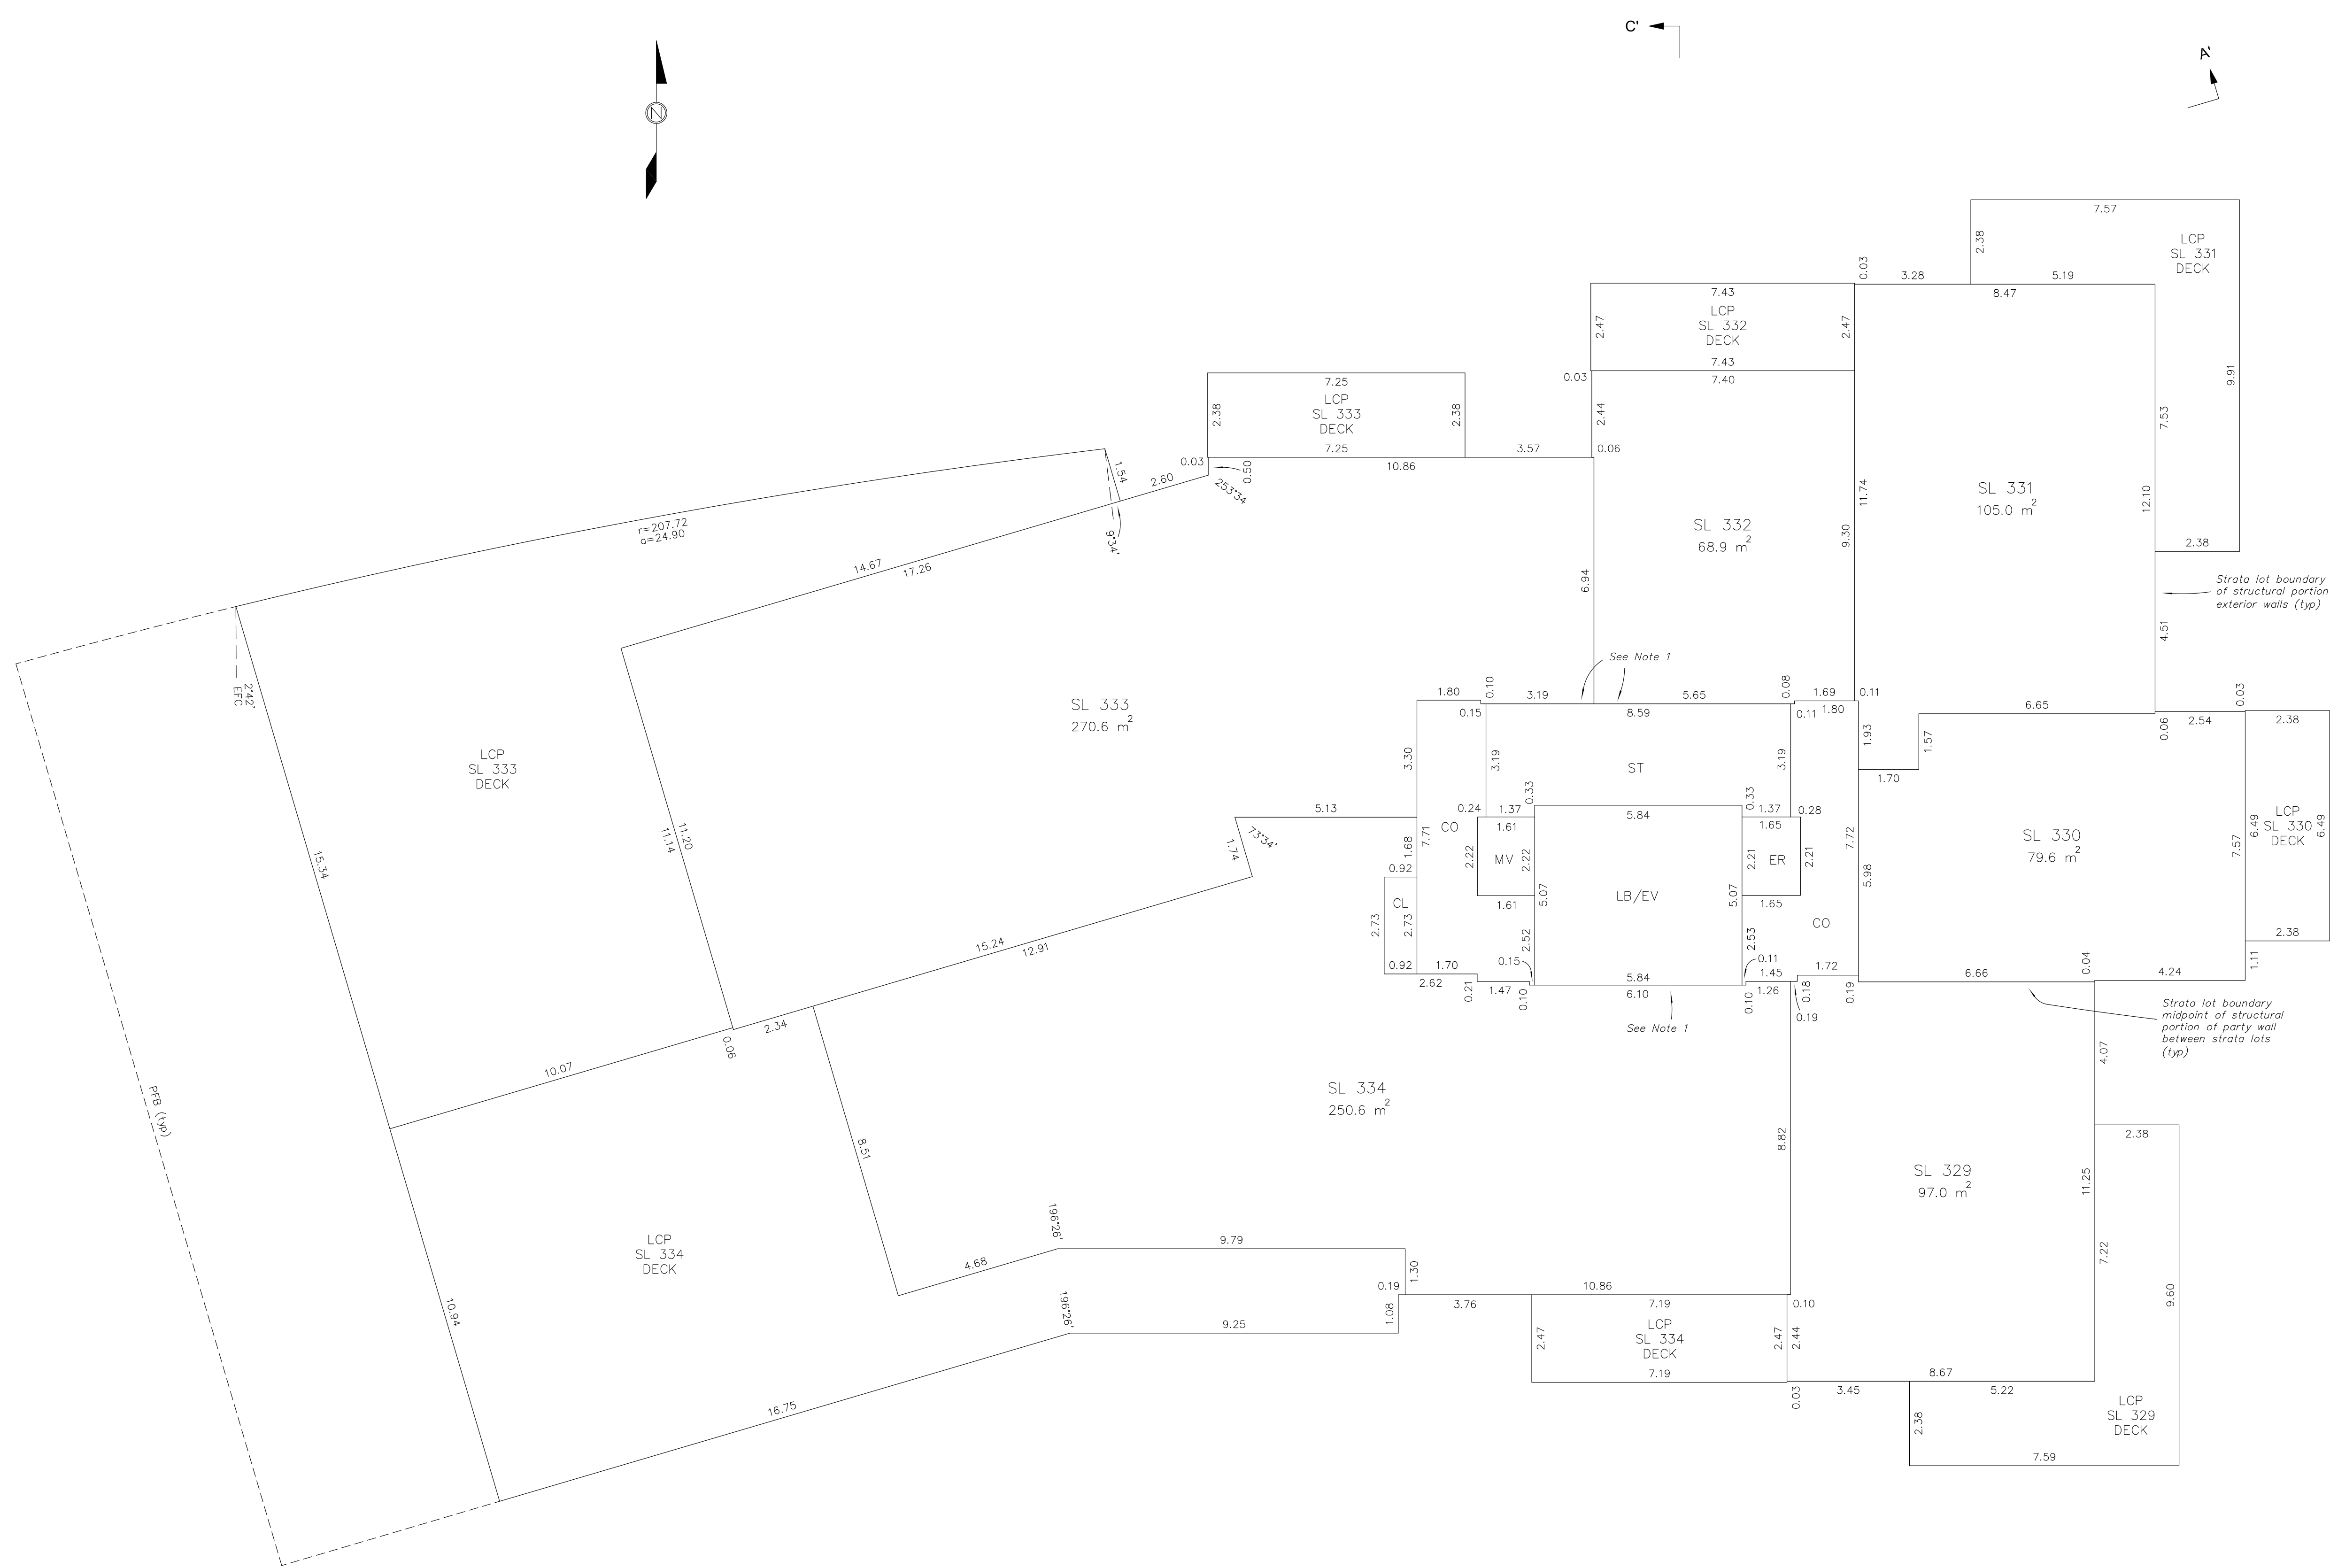 C'
A'
N
7.57
2.38
LCP
SL 331
DECK
0.03
3.28
5.19
8.47
9.91
7.43
LCP
SL 332
DECK
2.47
2.47
7.43
7.40
0.03
2.44
0.06
7.25
LCP
SL 333
DECK
2.38
2.38
7.25
3.57
10.86
0.03
0.50
253°34
2.60
1.54
9°34'
r=207.72
a=24.90
14.67
17.26
SL 332
68.9 m2
6.94
9.30
11.74
SL 331
105.0 m2
7.53
12.10
2.38
4.51
Strata lot boundary
of structural portion
exterior walls (typ)
See Note 1
2°42'
EFC
LCP
SL 333
DECK
SL 333
270.6 m2
15.34
11.14
11.20
1.80
0.10
3.19
5.65
0.08
1.69
0.11
0.15
8.59
0.11
1.80
6.65
0.03
0.06
2.54
2.38
1.93
1.57
1.70
3.30
3.19
ST
3.19
0.33
0.33
5.13
0.24
1.37
5.84
1.37
0.28
73°34'
1.74
1.68
7.71
CO
1.61
MV
2.22
2.22
1.61
1.65
ER
2.21
2.21
1.65
7.72
5.98
SL 330
79.6 m2
7.57
6.49
LCP
SL 330
DECK
6.49
2.38
0.92
CL
2.73
2.73
0.92
5.07
LB/EV
5.07
CO
2.52
2.53
0.15
0.11
1.70
2.62
0.21
1.47
0.10
5.84
6.10
0.10
1.45
1.26
0.18
0.19
1.72
0.19
6.66
0.04
4.24
1.11
See Note 1
Strata lot boundary
midpoint of structural
portion of party wall
between strata lots
(typ)
15.24
12.91
2.34
0.06
10.07
PFB (typ)
SL 334
250.6 m2
8.51
8.82
SL 329
97.0 m2
4.07
11.25
2.38
7.22
9.60
LCP
SL 334
DECK
10.94
196°26'
4.68
9.79
1.30
0.19
196°26'
1.08
9.25
3.76
10.86
7.19
0.10
LCP
SL 334
DECK
2.47
2.47
2.44
7.19
0.03
3.45
8.67
5.22
2.38
LCP
SL 329
DECK
7.59
16.75